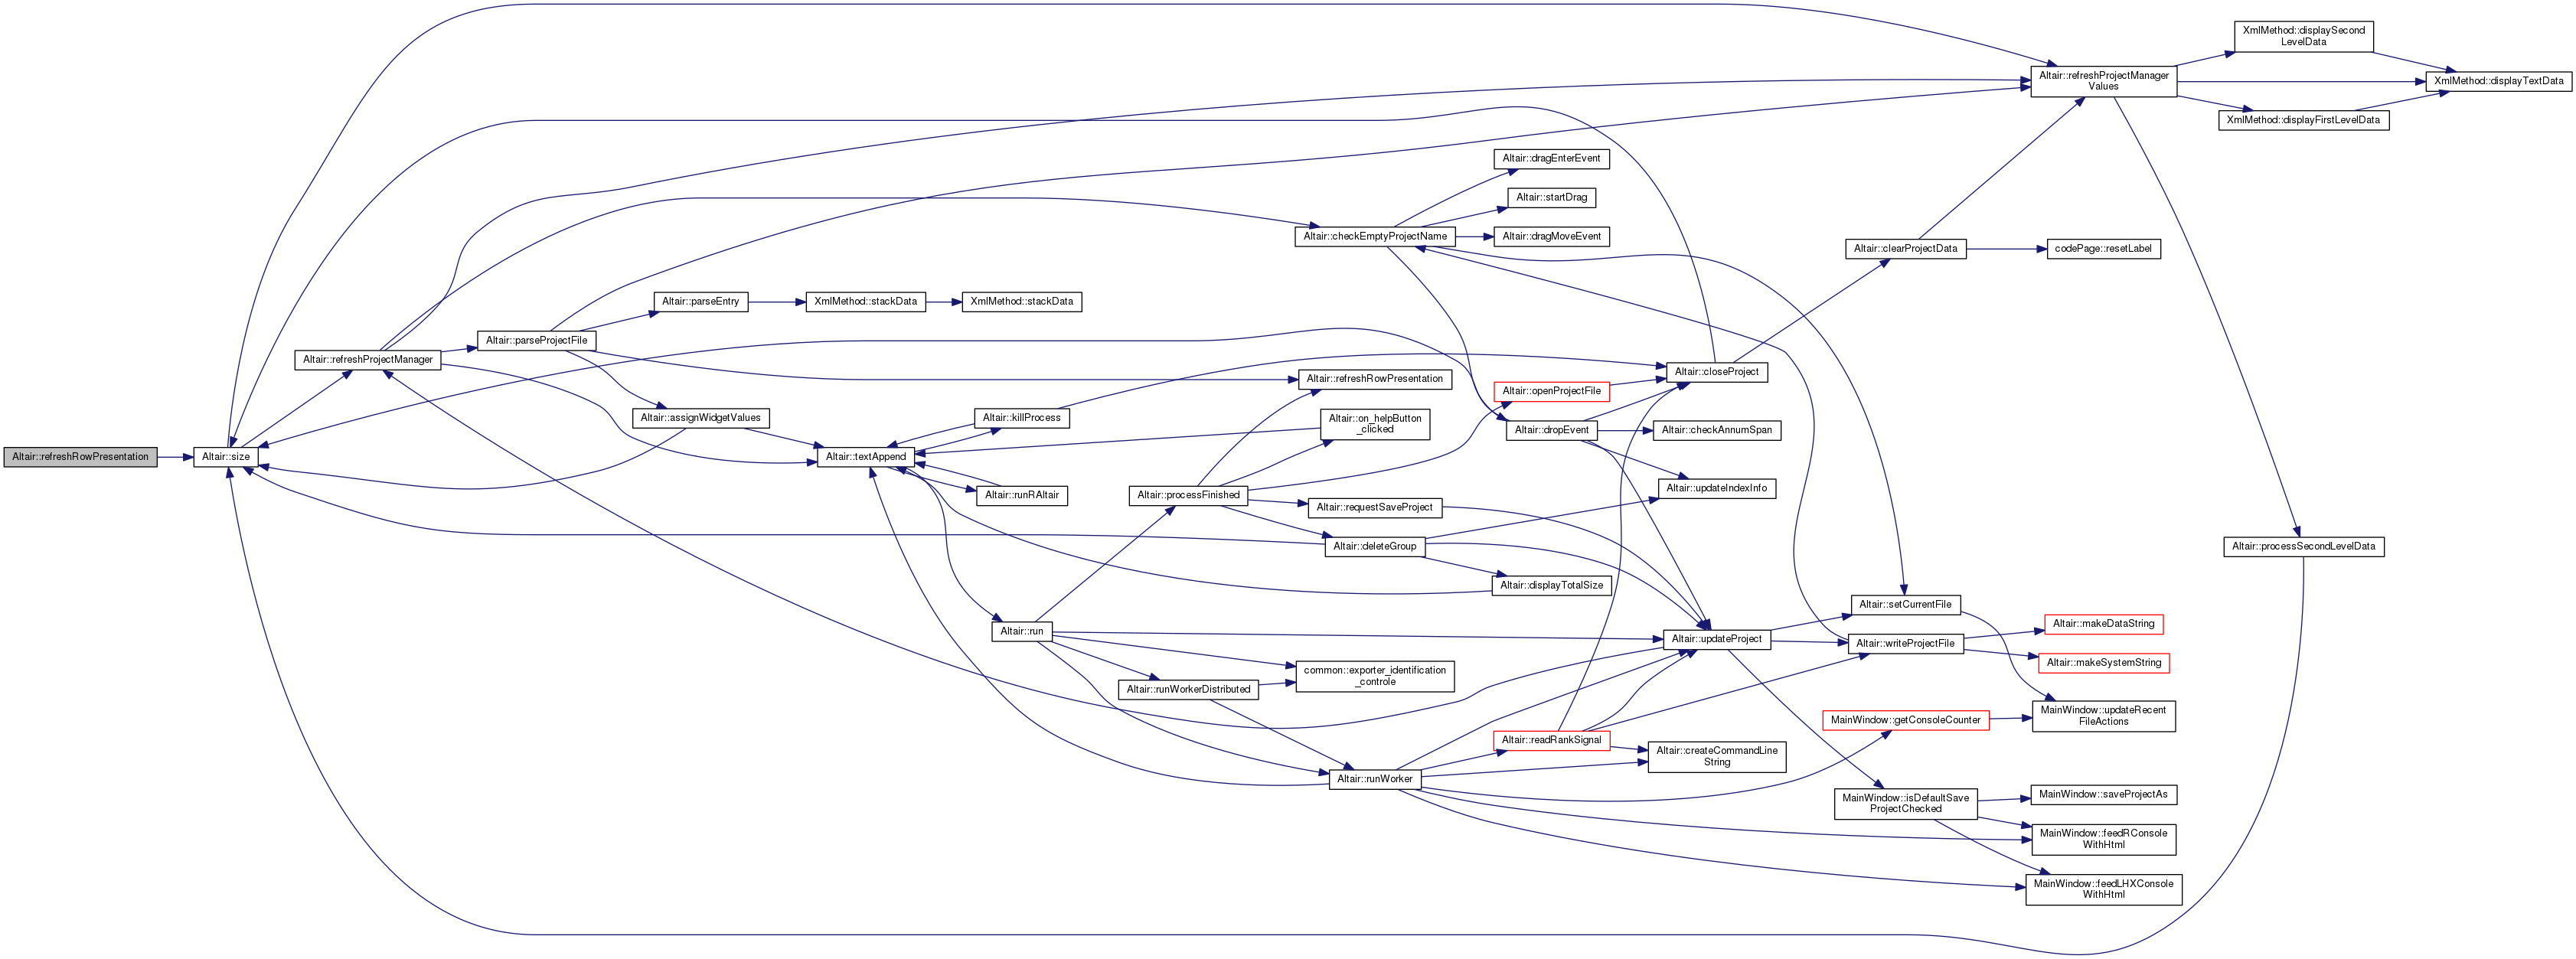 Altair::refreshRowPresentation
Altair::size
Altair::refreshProjectManager
Altair::parseProjectFile
Altair::parseEntry
Altair::assignWidgetValues
XmlMethod::stackData
Altair::textAppend
XmlMethod::stackData
Altair::killProcess
Altair::runRAltair
Altair::run
Altair::processFinished
Altair::runWorkerDistributed
Altair::checkEmptyProjectName
Altair::refreshRowPresentation
Altair::on_helpButton
_clicked
Altair::requestSaveProject
Altair::deleteGroup
common::exporter_identification
_controle
Altair::runWorker
Altair::dragEnterEvent
Altair::startDrag
Altair::dragMoveEvent
Altair::openProjectFile
Altair::dropEvent
Altair::displayTotalSize
Altair::readRankSignal
Altair::closeProject
Altair::checkAnnumSpan
Altair::updateIndexInfo
Altair::updateProject
Altair::createCommandLine
String
Altair::clearProjectData
Altair::setCurrentFile
Altair::writeProjectFile
MainWindow::getConsoleCounter
MainWindow::isDefaultSave
ProjectChecked
Altair::refreshProjectManager
Values
codePage::resetLabel
Altair::makeDataString
Altair::makeSystemString
MainWindow::updateRecent
FileActions
MainWindow::saveProjectAs
MainWindow::feedRConsole
WithHtml
MainWindow::feedLHXConsole
WithHtml
XmlMethod::displaySecond
LevelData
XmlMethod::displayFirstLevelData
Altair::processSecondLevelData
XmlMethod::displayTextData